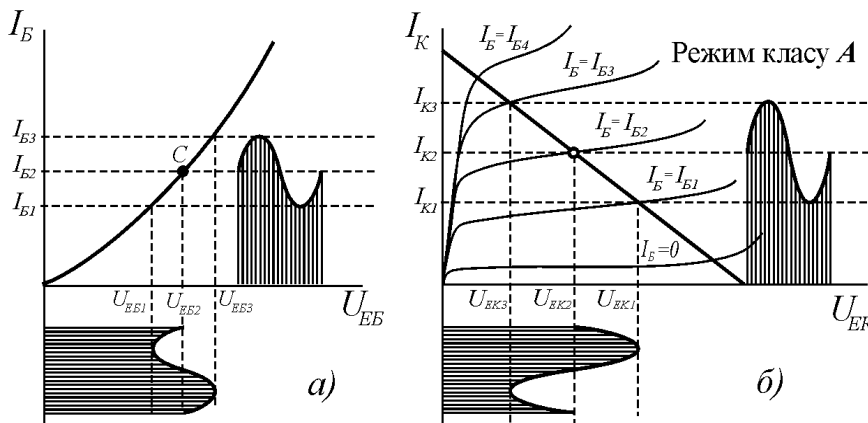 I_Б
I_Б3
I_Б2
I_Б1
C
U_ЕБ1
U_ЕБ2
U_ЕБ3
U_ЕБ
а)
I_К
I_К3
I_К2
I_К1
I_Б=I_Б4
I_Б=I_Б3
I_Б=I_Б2
I_Б=I_Б1
I_Б=0
Режим класу А
U_ЕК3
U_ЕК2
U_ЕК1
U_ЕК
б)